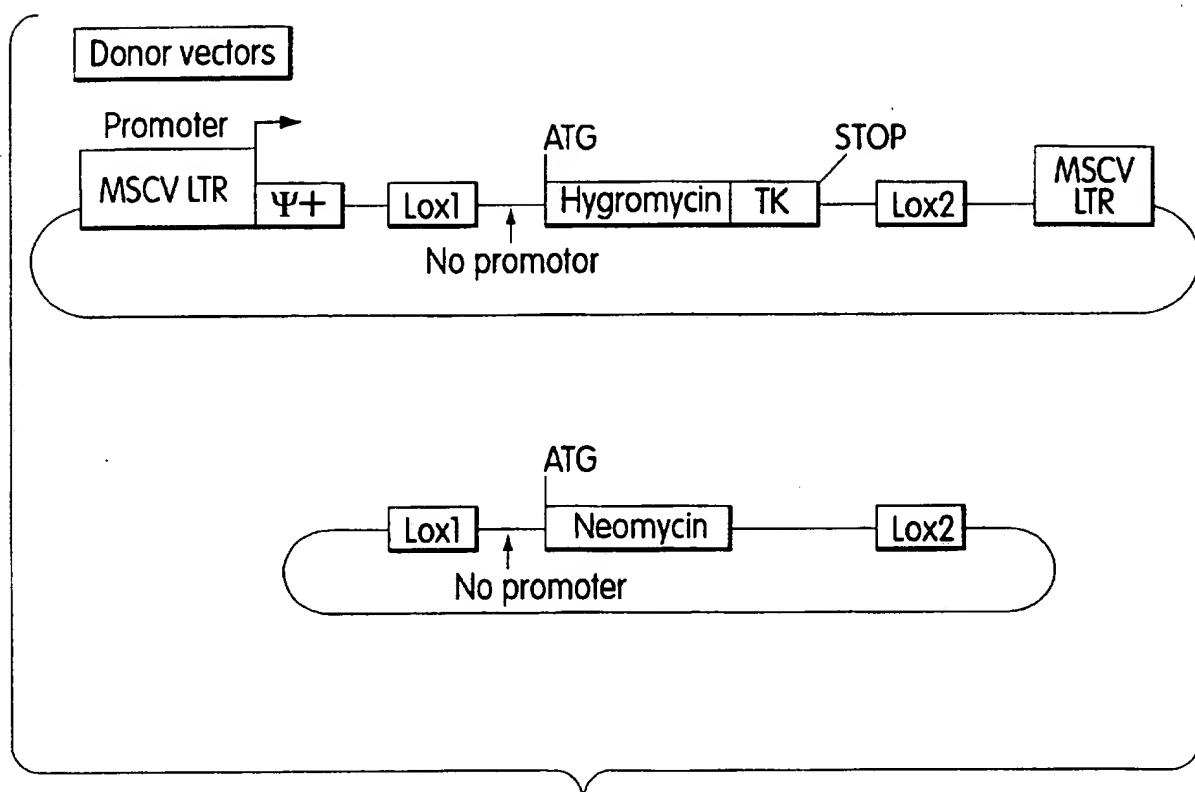 Donor vectors
Promoter
ATG
STOP
MSCV LTR
Ψ+
Lox1
Hygromycin
TK
Lox2
MSCV
LTR
No promotor
ATG
Lox1
Neomycin
Lox2
No promoter